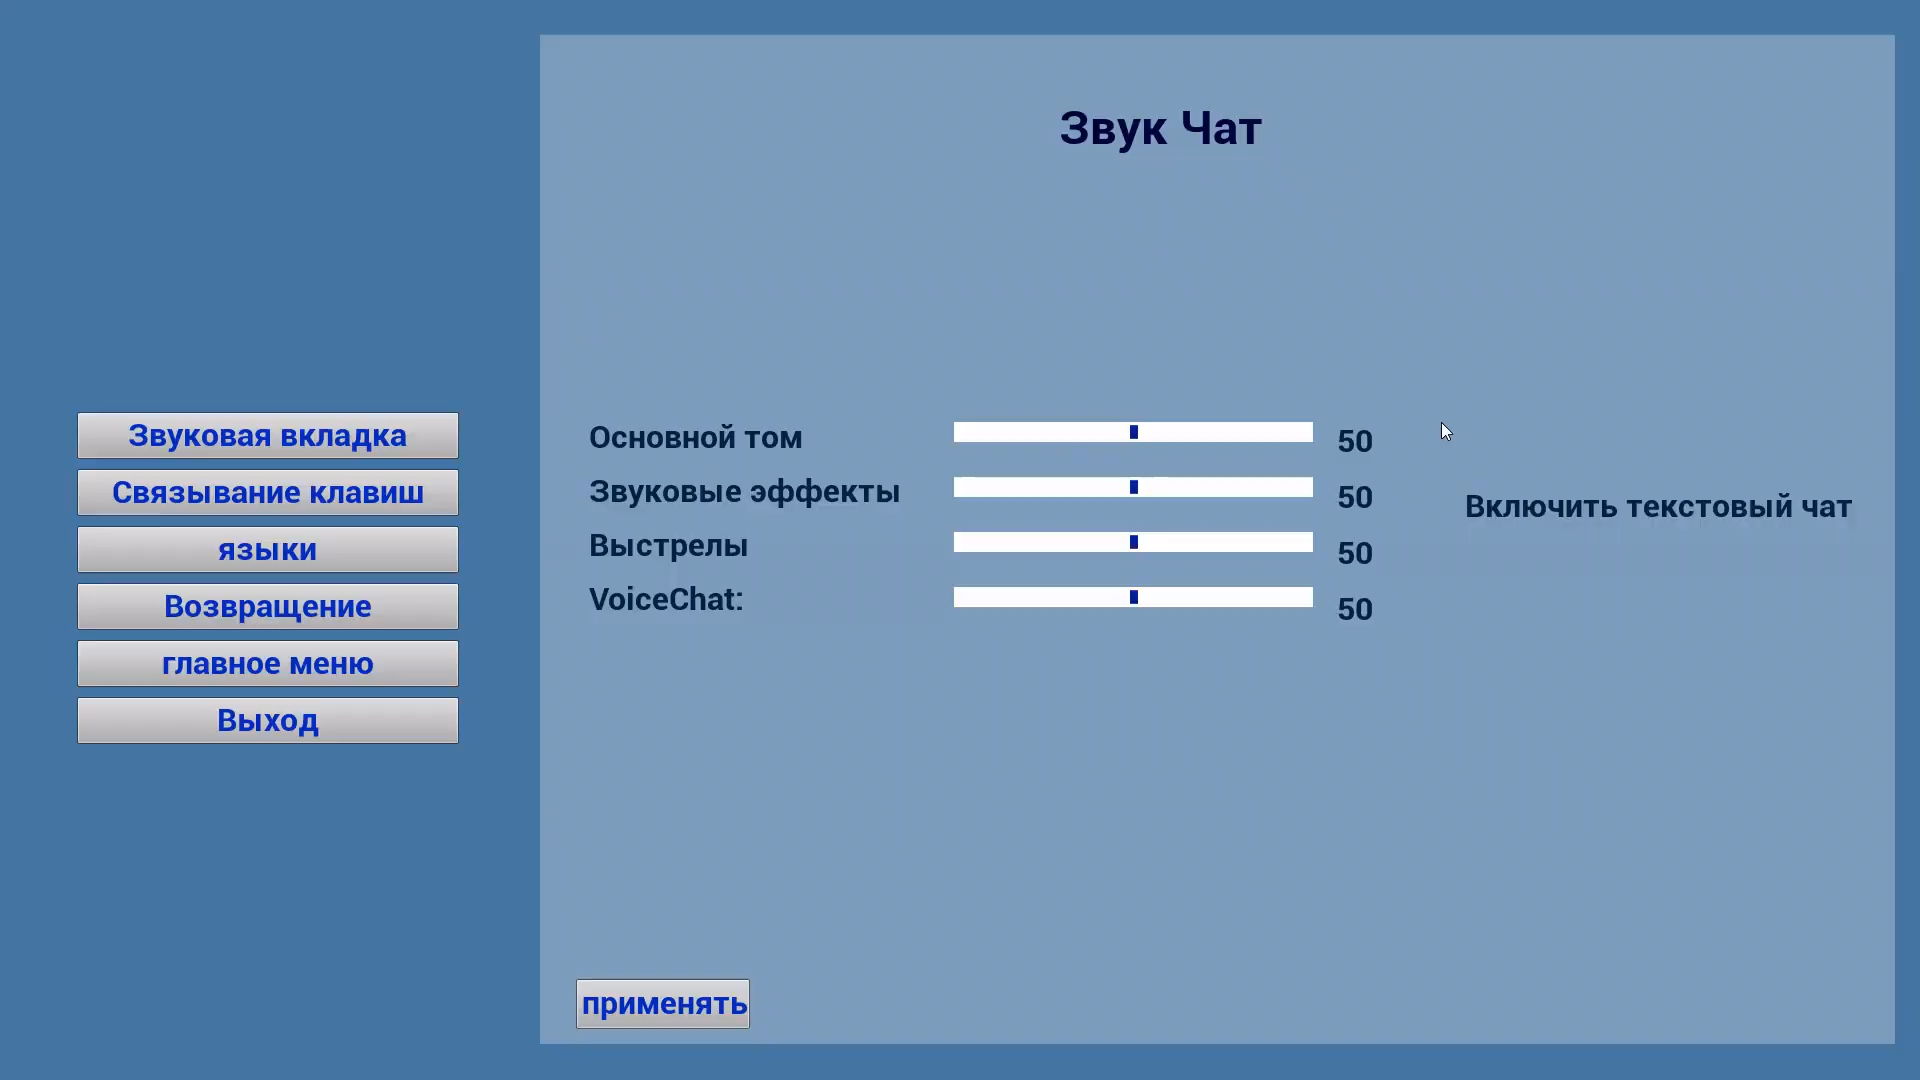 Звук Чат
Звуковая вкладка
Связывание клавиш
языки
Возвращение
главное меню
Выход
Основной том
50
Звуковые эффекты
50
Выстрелы
50
VoiceChat:
50
Включить текстовый чат
применять